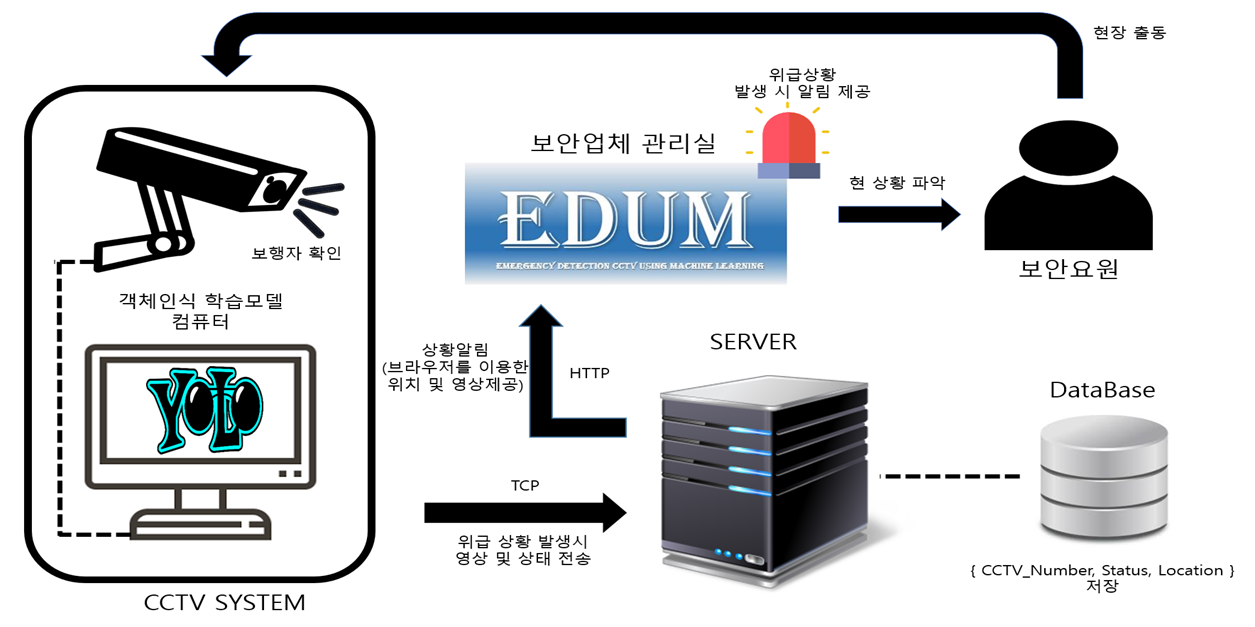 현장 출동
위급상황
발생 시 알림 제공
보안업체 관리실
EDUM
EMERGENCY DETECTION CCTV USING MACHINE LEARNING
현 상황 파악
보안요원
보행자 확인
객체인식 학습모델
컴퓨터
YOLO
CCTV SYSTEM
상황알림
(브라우저를 이용한
위치 및 영상제공)
HTTP
TCP
위급 상황 발생시
영상 및 상태 전송
SERVER
DataBase
{ CCTV_Number, Status, Location }
저장